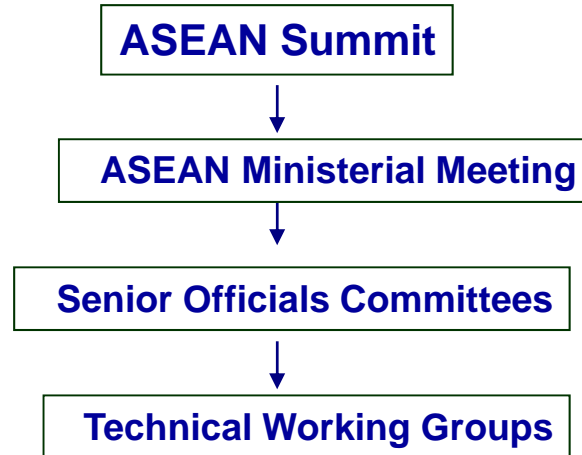 ASEAN Summit
ASEAN Ministerial Meeting
Senior Officials Committees
Technical Working Groups